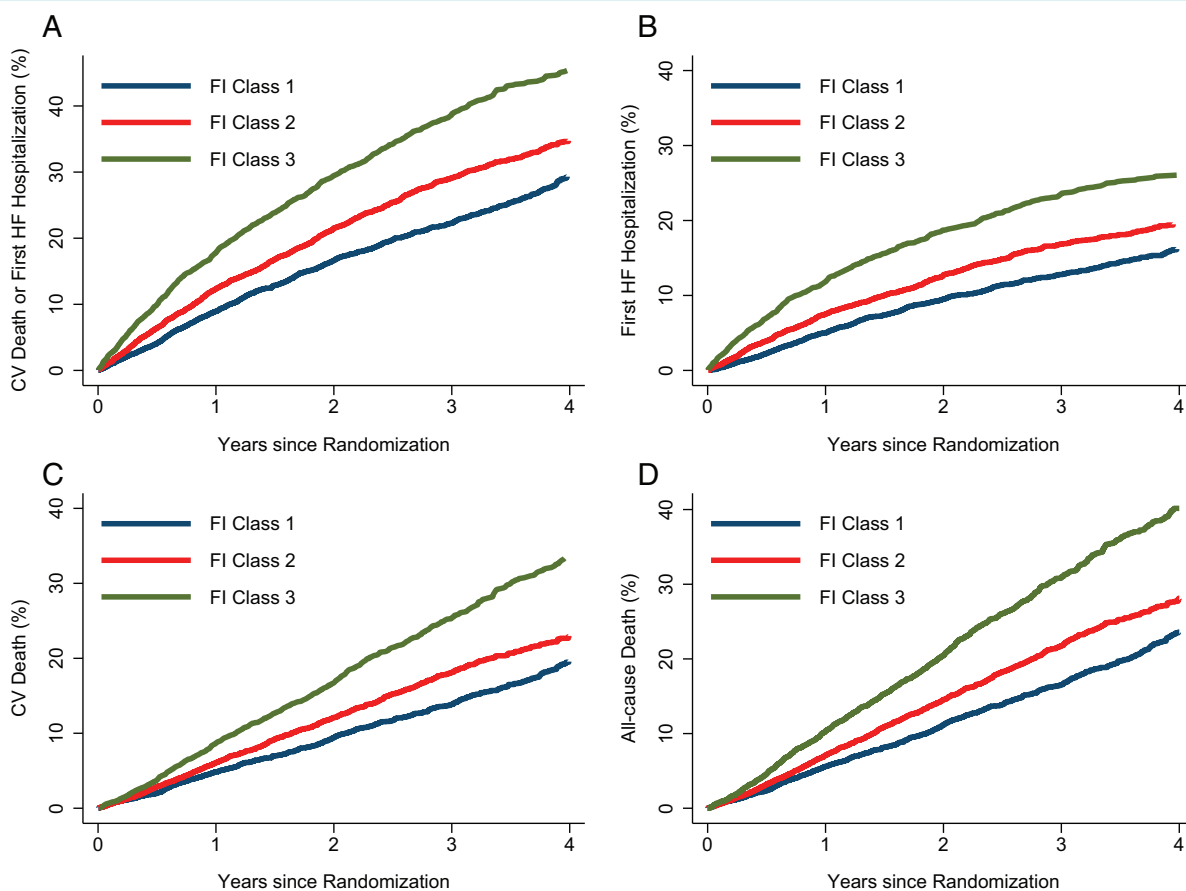 A
CV Death or First HF Hospitalization (%)
0
10
20
30
40
FI Class 1
FI Class 2
FI Class 3
0 1 2 3 4
Years since Randomization
B
First HF Hospitalization (%)
0
10
20
30
40
FI Class 1
FI Class 2
FI Class 3
0 1 2 3 4
Years since Randomization
C
CV Death (%)
0
10
20
30
40
FI Class 1
FI Class 2
FI Class 3
0 1 2 3 4
Years since Randomization
D
All-cause Death (%)
0
10
20
30
40
FI Class 1
FI Class 2
FI Class 3
0 1 2 3 4
Years since Randomization